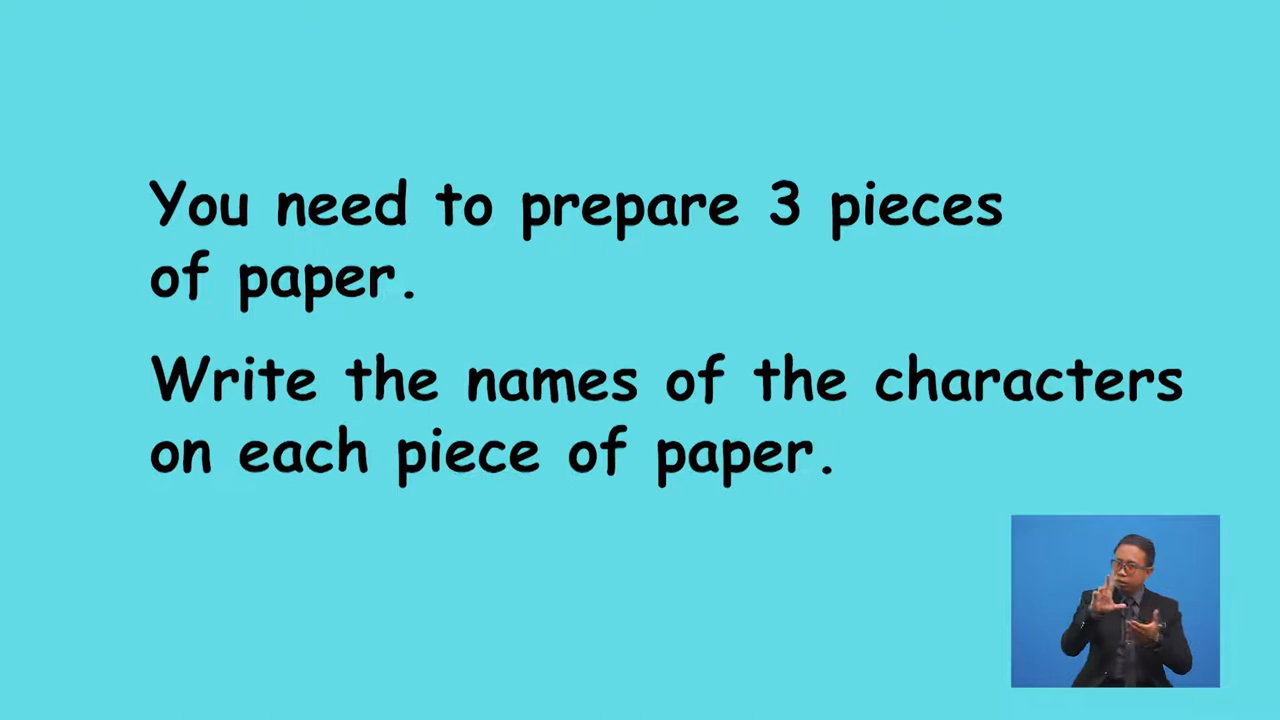 You need to prepare 3 pieces
of paper.
Write the names of the characters
on each piece of paper.